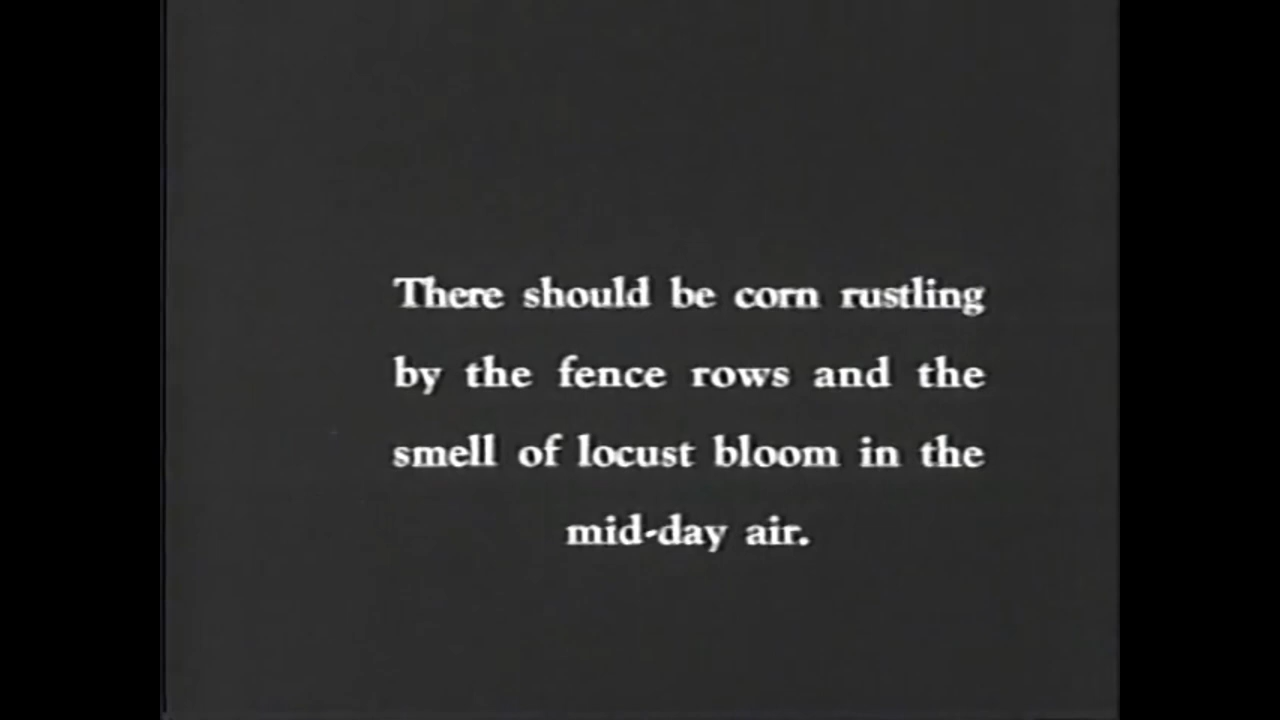 There should be corn rustling
by the fence rows and the
smell of locust bloom in the
mid-day air.